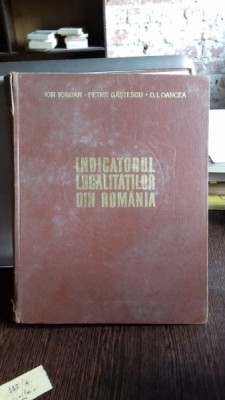 ION IORDAN - PETRE GÂȘTESCU - D.I.OANCEA
INDICATORUL
LOCALITĂȚILOR
DIN ROMÂNIA